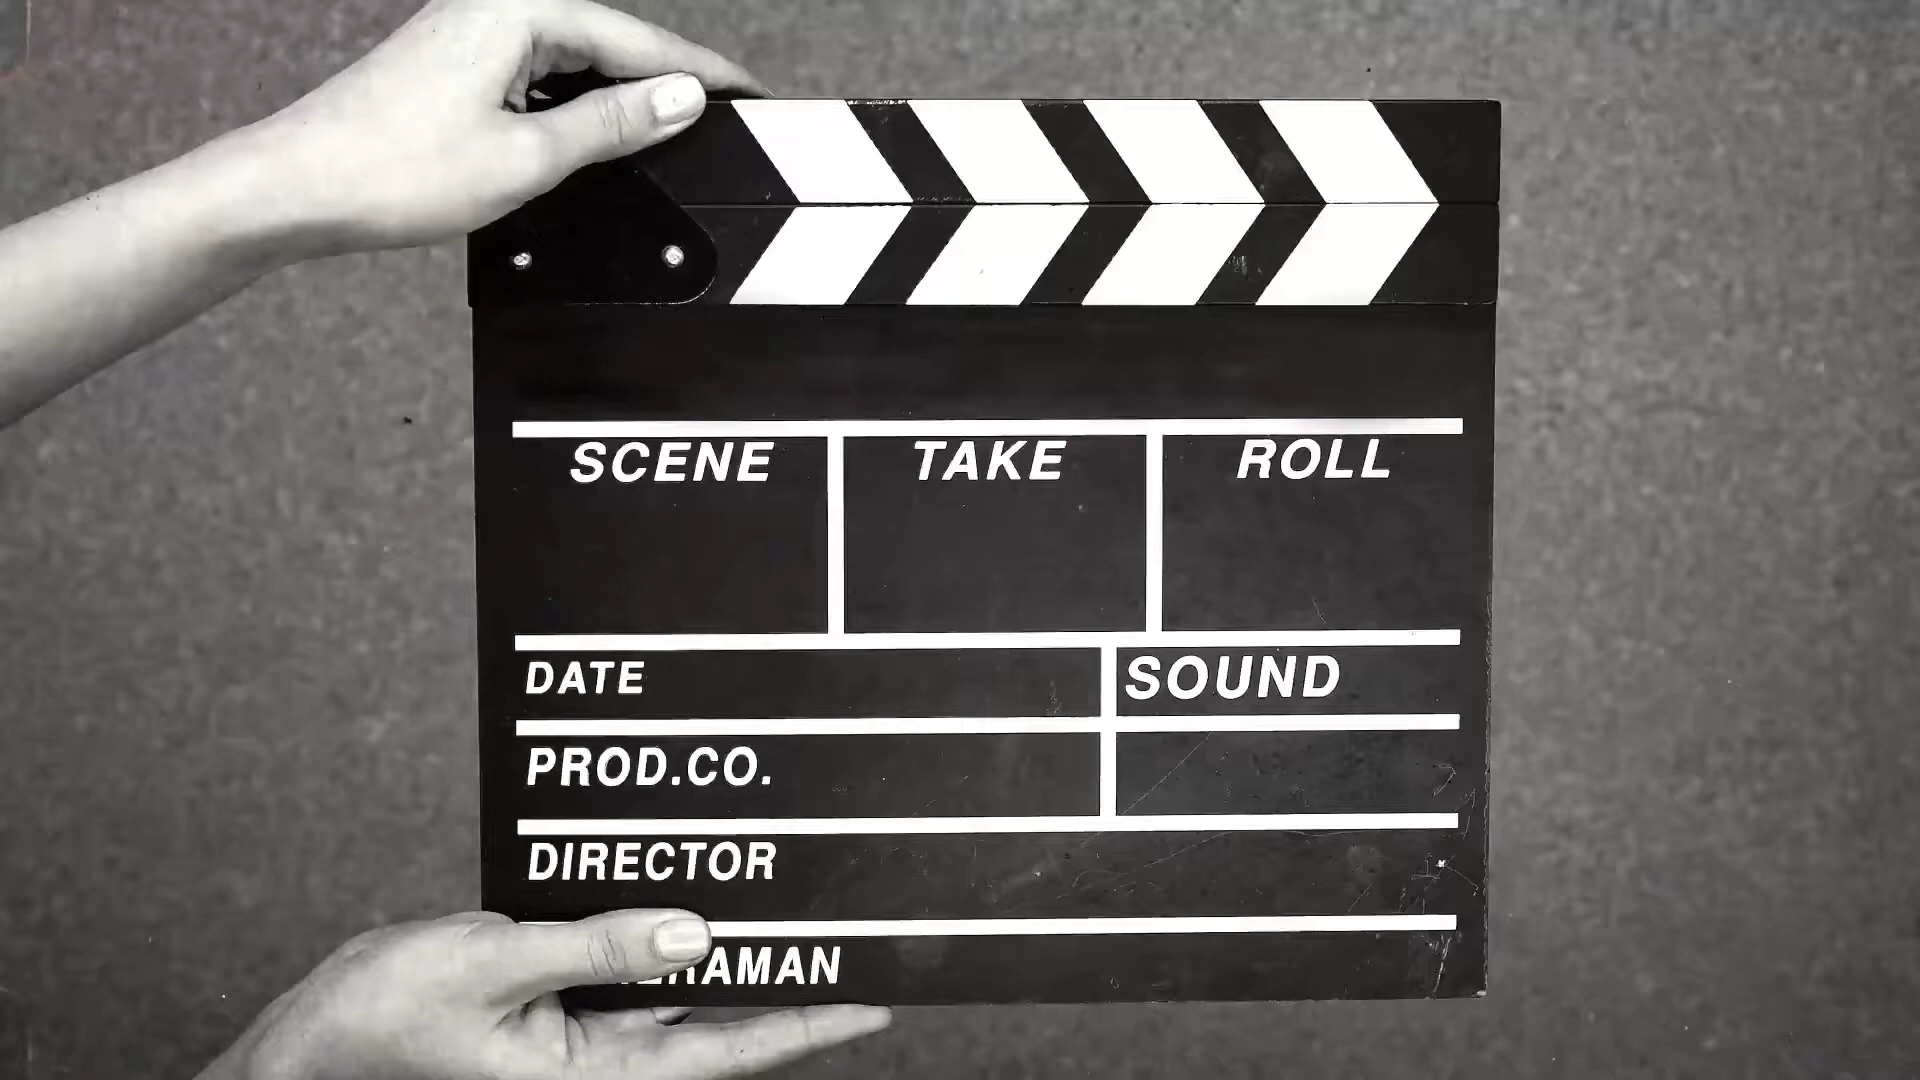 SCENE TAKE ROLL
DATE SOUND
PROD.CO.
DIRECTOR